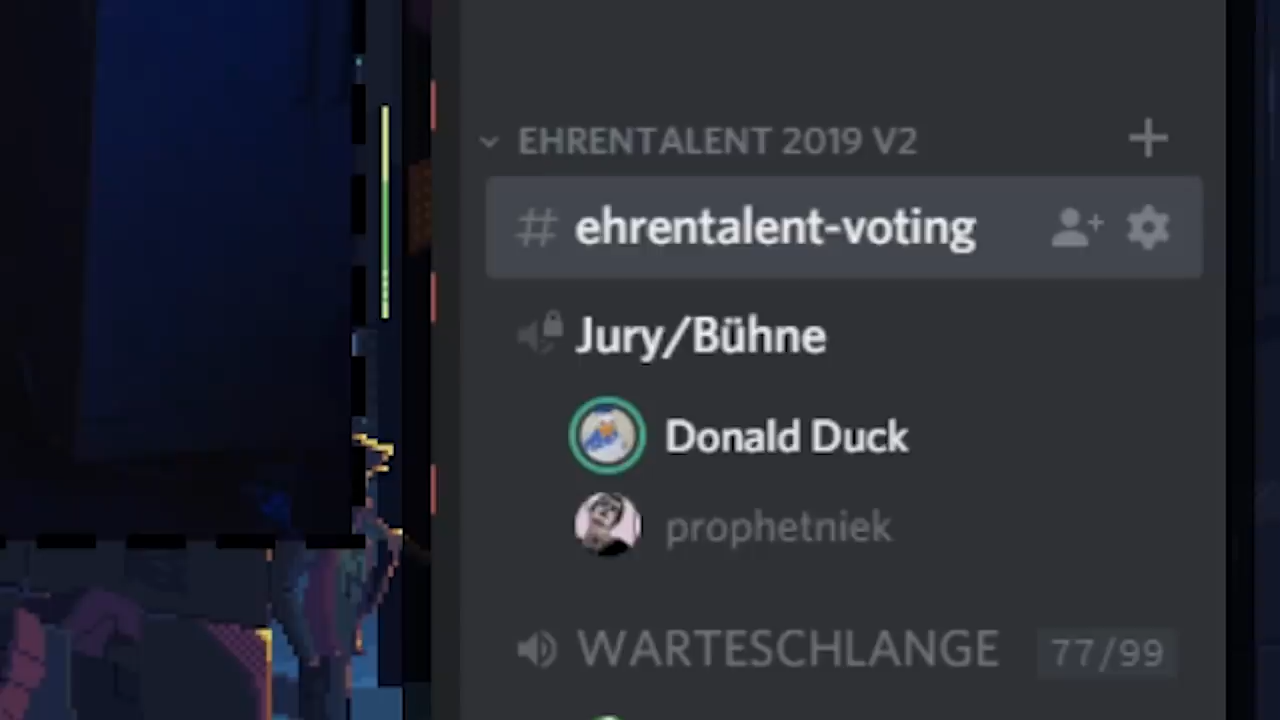 EHRENTALENT 2019 V2
# ehrentalent-voting
Jury/Bühne
Donald Duck
prophetniek
WARTESCHLANGE 77/99